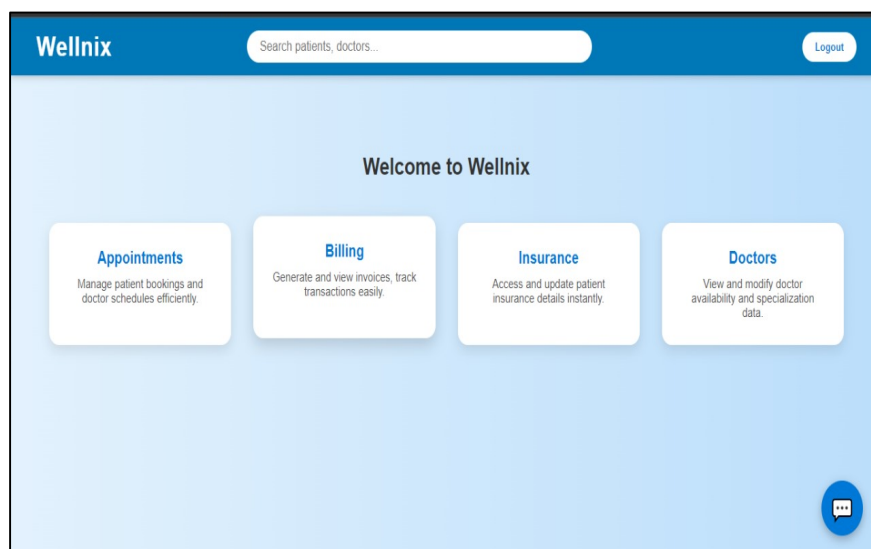 Wellnix
Search patients, doctors...
Logout
Welcome to Wellnix
Appointments
Manage patient bookings and
doctor schedules efficiently.
Billing
Generate and view invoices, track
transactions easily.
Insurance
Access and update patient
insurance details instantly.
Doctors
View and modify doctor
availability and specialization
data.